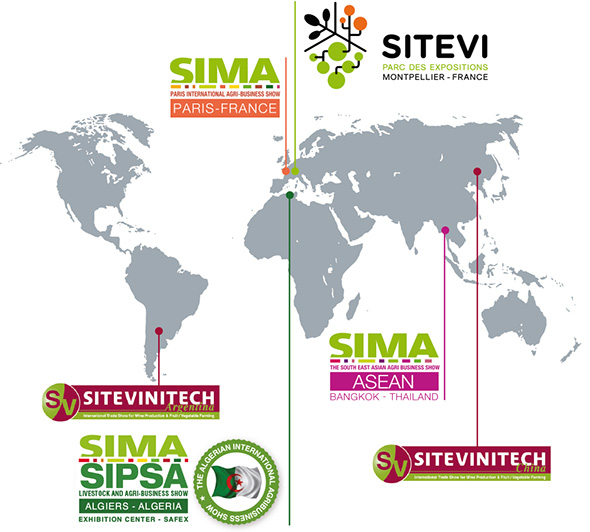 SITEVI
PARC DES EXPOSITIONS
MONTPELLIER - FRANCE
SIMA
PARIS INTERNATIONAL AGRI-BUSINESS SHOW
PARIS-FRANCE
SIMA
THE SOUTH EAST ASIAN AGRI BUSINESS SHOW
ASEAN
BANGKOK - THAILAND
SV SITEVINITECH
Argentina
International Trade Show for Wine Production & Fruit / Vegetable Farming
SIMA
SIPSA
LIVESTOCK AND AGRI-BUSINESS SHOW
ALGIERS - ALGERIA
EXHIBITION CENTER - SAFEX
THE ALGERIAN INTERNATIONAL AGRIBUSINESS SHOW
SV SITEVINITECH
China
International Trade Show for Wine Production & Fruit / Vegetable Farming